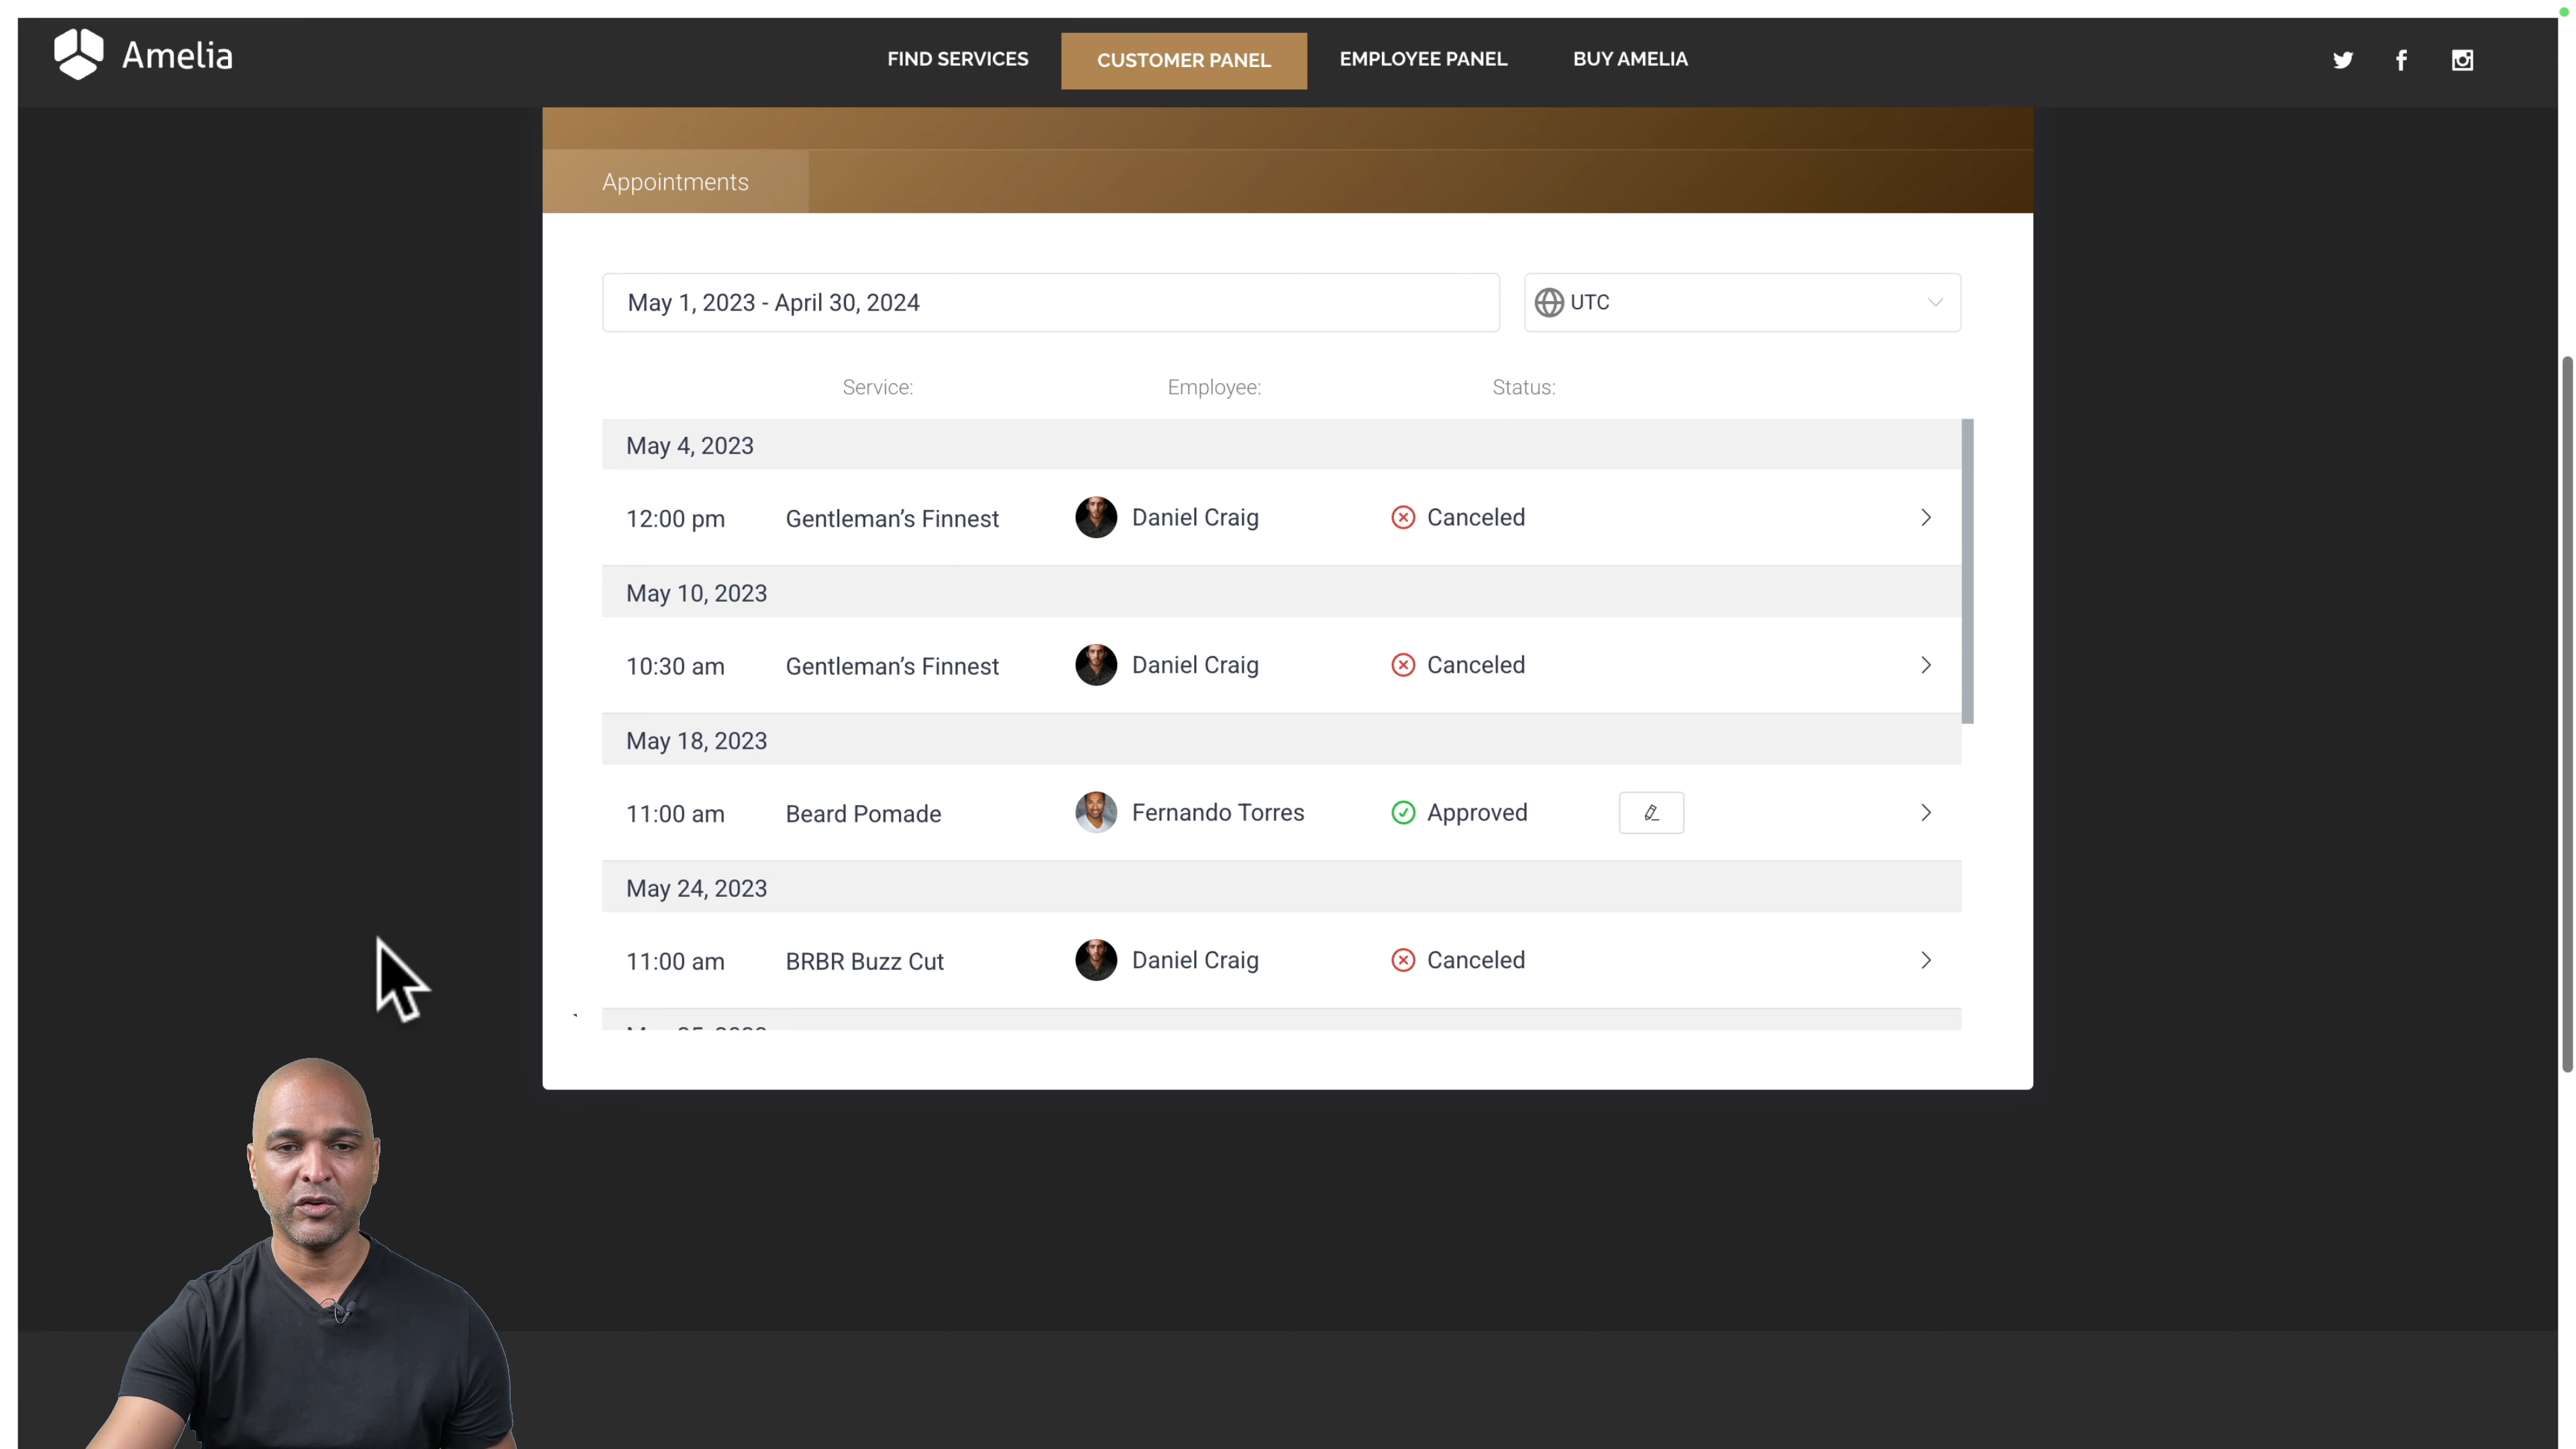 Amelia
FIND SERVICES CUSTOMER PANEL EMPLOYEE PANEL BUY AMELIA
Appointments
May 1, 2023 - April 30, 2024 UTC
Service: Employee: Status:
May 4, 2023
12:00 pm Gentleman’s Finnest Daniel Craig Canceled
May 10, 2023
10:30 am Gentleman’s Finnest Daniel Craig Canceled
May 18, 2023
11:00 am Beard Pomade Fernando Torres Approved
May 24, 2023
11:00 am BRBR Buzz Cut Daniel Craig Canceled